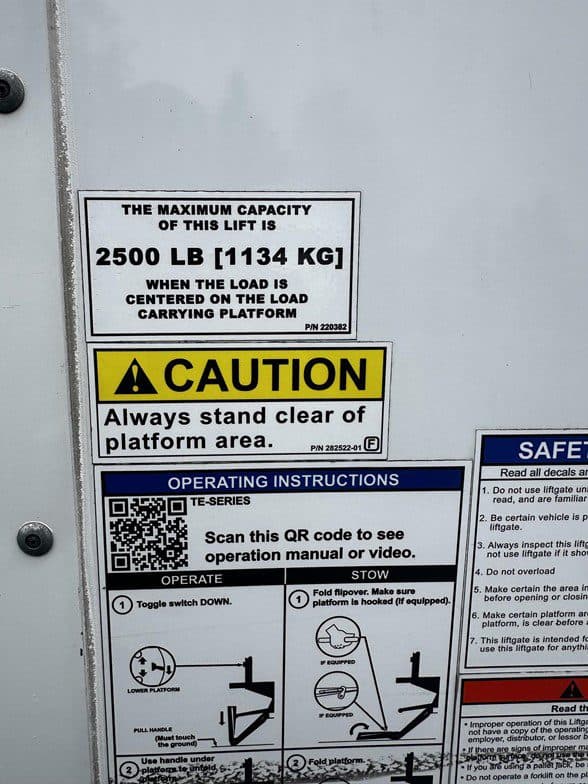 THE MAXIMUM CAPACITY
OF THIS LIFT IS
2500 LB [1134 KG]
WHEN THE LOAD IS
CENTERED ON THE LOAD
CARRYING PLATFORM
P/N 220382
CAUTION
Always stand clear of
platform area.
P/N 282522-01 F
OPERATING INSTRUCTIONS
TE-SERIES
Scan this QR code to see
operation manual or video.
OPERATE
1 Toggle switch DOWN.
LOWER PLATFORM
PULL HANDLE
(Must touch
the ground)
2 Use handle under
platform to unfold
platform.
STOW
1 Fold flipover. Make sure
platform is hooked (if equipped).
IF EQUIPPED
IF EQUIPPED
2 Fold platform.
SAFET
Read all decals a
1. Do not use liftgate un
read, and are familiar
2. Be certain vehicle is p
liftgate.
3. Always inspect this liftg
not use liftgate if it sho
4. Do not overload
5. Make certain the area in
before opening or closin
6. Make certain platform are
platform, is clear before
7. This liftgate is intended fo
use this liftgate for anythi
Read th
• Improper operation of this Liftga
not have a copy of the operating
employer, distributor, or lessor b
• If there are signs of improper ma
• If you are using a pallet jack, be
• Do not operate a forklift on the